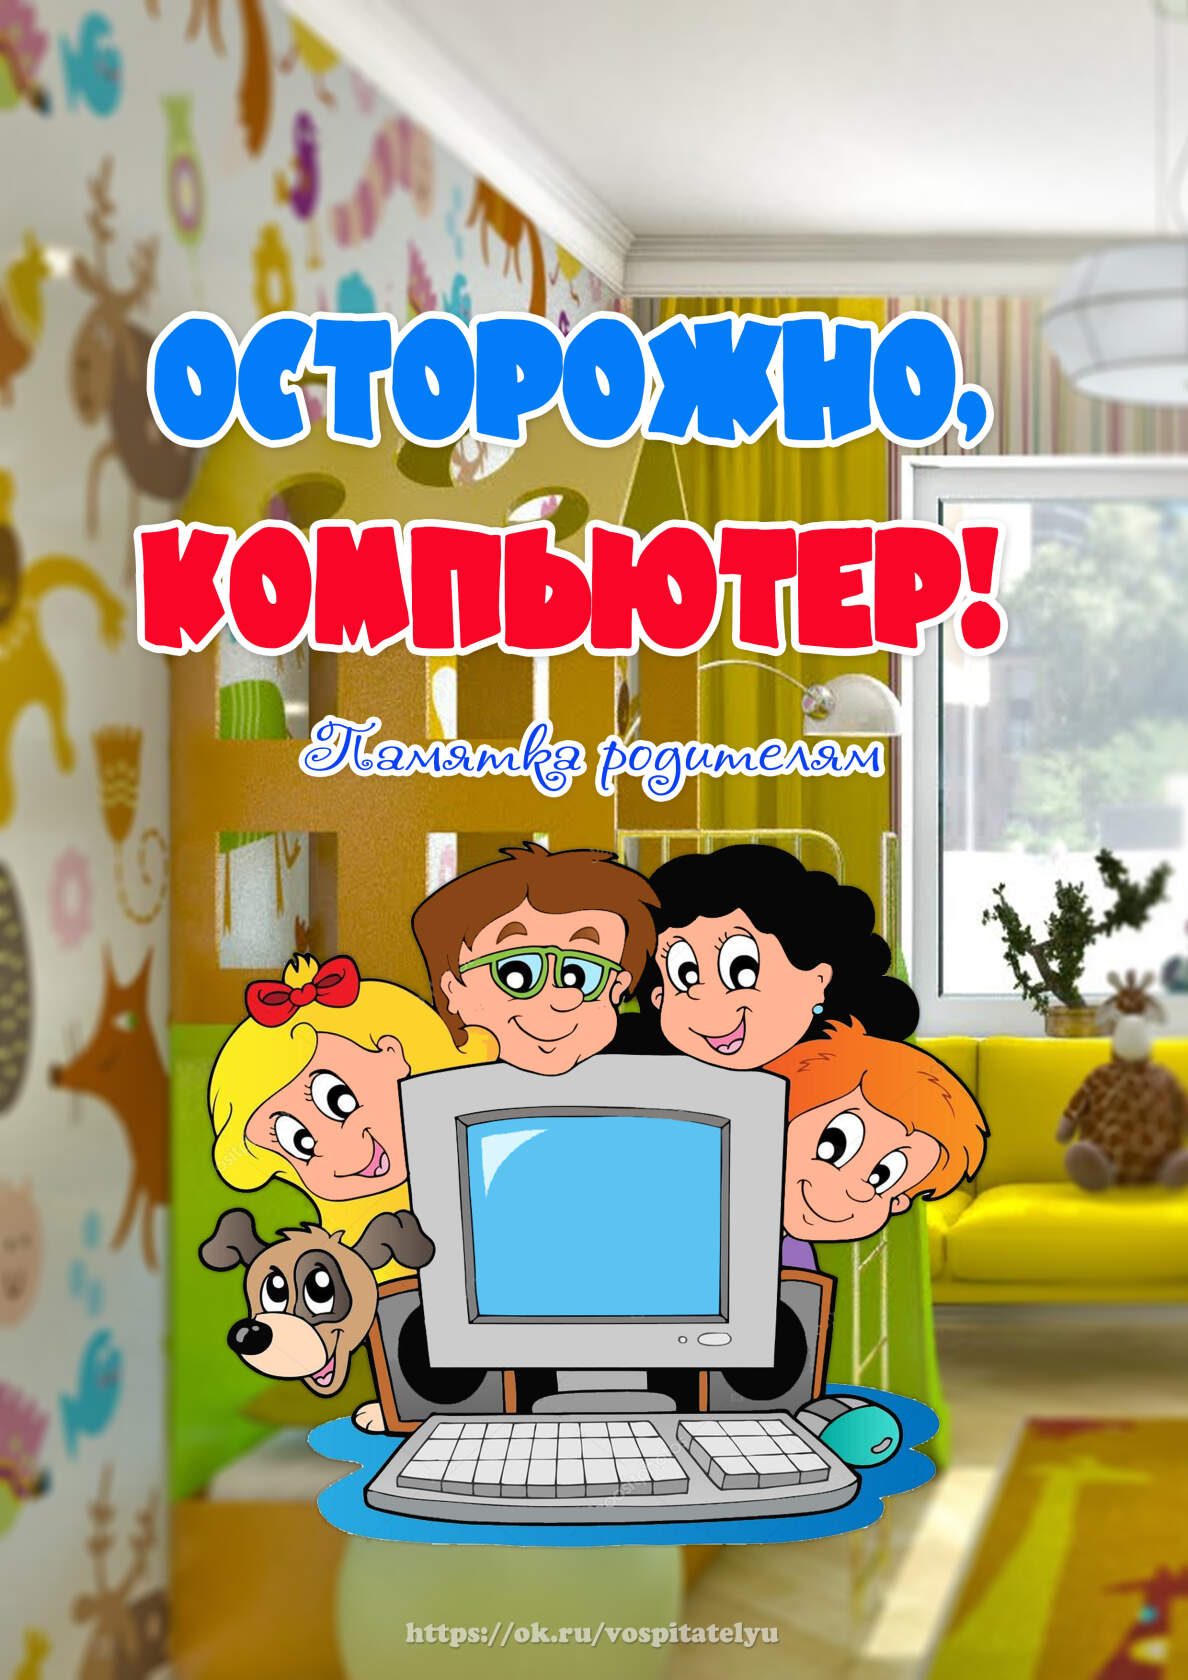 ОСТОРОЖНО,
КОМПЬЮТЕР!
Памятка родителям
https://ok.ru/vospitatelyu